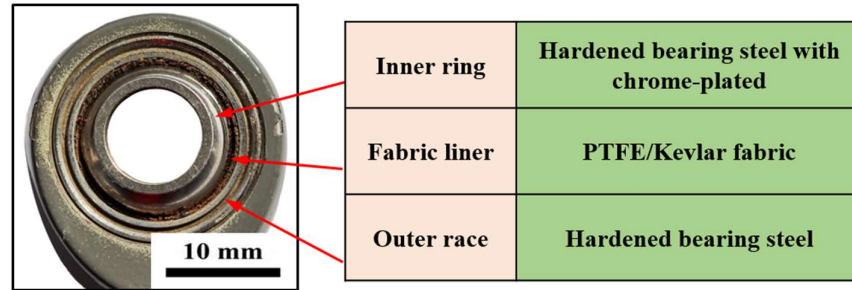 Inner ring
Hardened bearing steel with
chrome-plated
Fabric liner
PTFE/Kevlar fabric
Outer race
Hardened bearing steel
10 mm